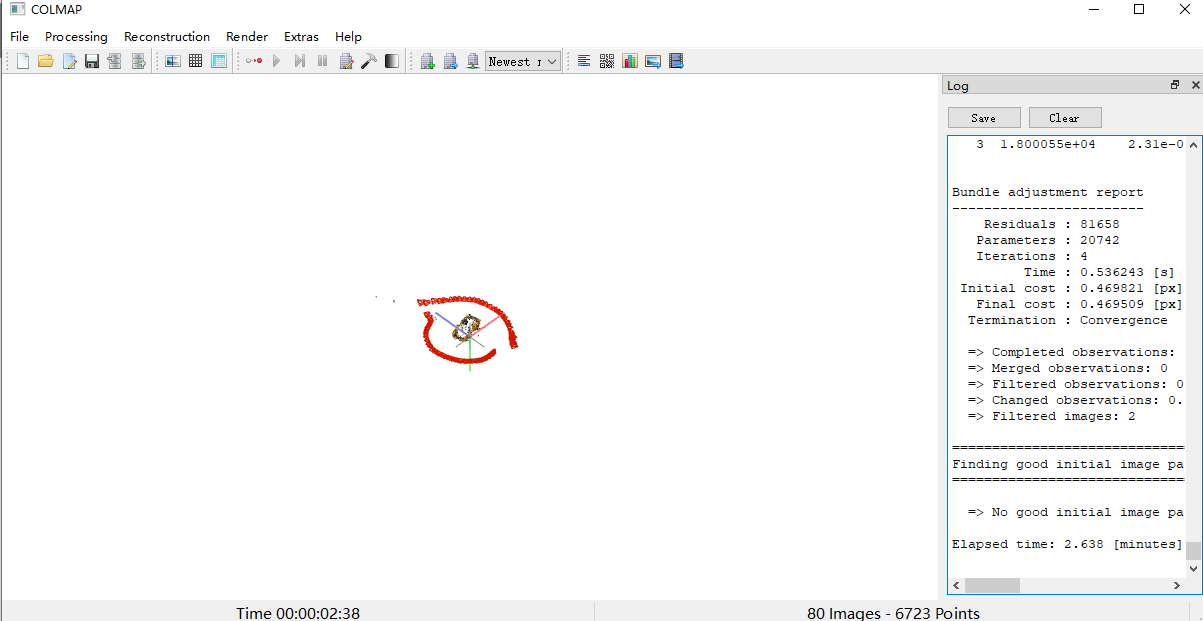 COLMAP
File Processing Reconstruction Render Extras Help
Newest
Log
Save Clear
3 1.800055e+04 2.31e-0
Bundle adjustment report
------------------------
Residuals : 81658
Parameters : 20742
Iterations : 4
Time : 0.536243 [s]
Initial cost : 0.469821 [px]
Final cost : 0.469509 [px]
Termination : Convergence
=> Completed observations:
=> Merged observations: 0
=> Filtered observations: 0
=> Changed observations: 0.
=> Filtered images: 2
=============================
Finding good initial image pa
=============================
=> No good initial image pa
Elapsed time: 2.638 [minutes]
Time 00:00:02:38
80 Images - 6723 Points